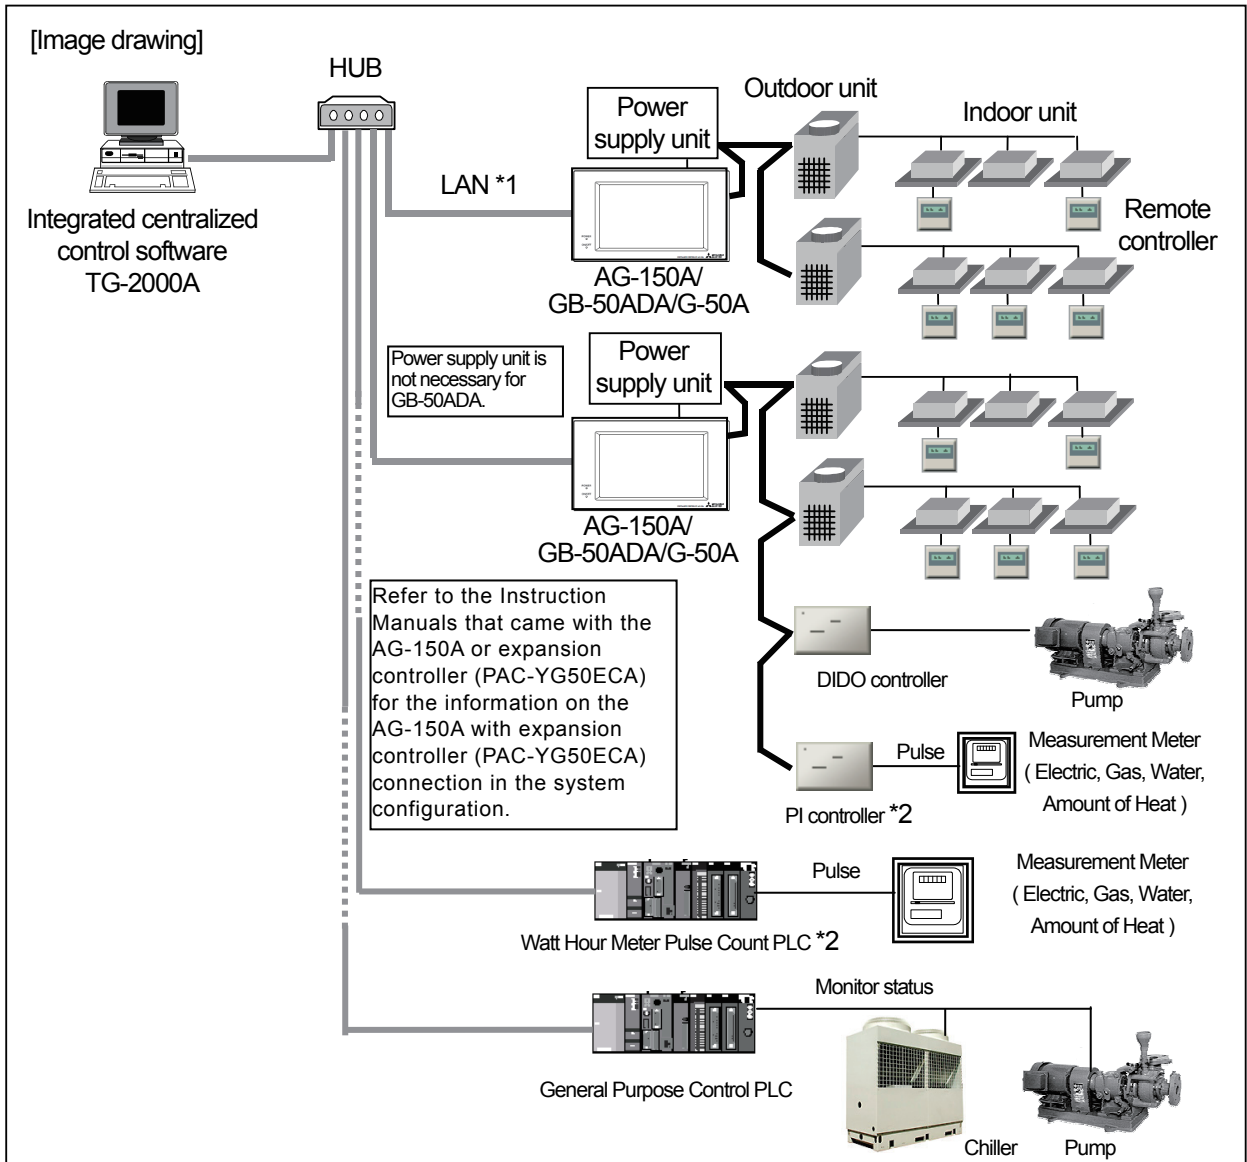 [Image drawing]
HUB
Outdoor unit
Indoor unit
Power
supply unit
LAN *1
Integrated centralized
control software
TG-2000A
Remote
controller
AG-150A/
GB-50ADA/G-50A
Power supply unit is
not necessary for
GB-50ADA.
Power
supply unit
AG-150A/
GB-50ADA/G-50A
Refer to the Instruction
Manuals that came with the
AG-150A or expansion
controller (PAC-YG50ECA)
for the information on the
AG-150A with expansion
controller (PAC-YG50ECA)
connection in the system
configuration.
DIDO controller
Pump
Pulse
Measurement Meter
( Electric, Gas, Water,
Amount of Heat )
PI controller *2
Pulse
Measurement Meter
( Electric, Gas, Water,
Amount of Heat )
Watt Hour Meter Pulse Count PLC *2
Monitor status
General Purpose Control PLC
Chiller
Pump